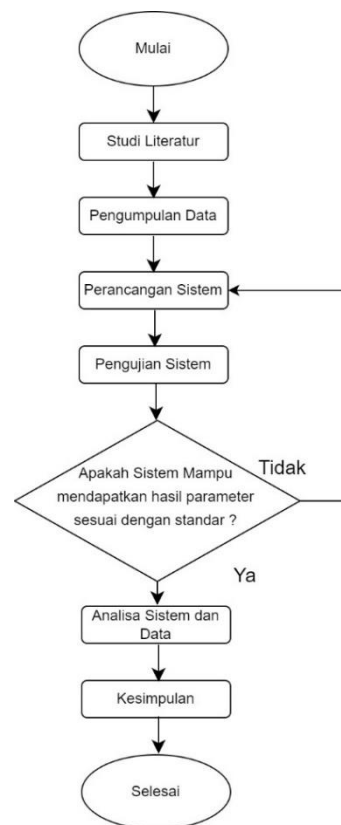 Mulai
Studi Literatur
Pengumpulan Data
Perancangan Sistem
Pengujian Sistem
Apakah Sistem Mampu
mendapatkan hasil parameter
sesuai dengan standar ?
Tidak
Ya
Analisa Sistem dan
Data
Kesimpulan
Selesai